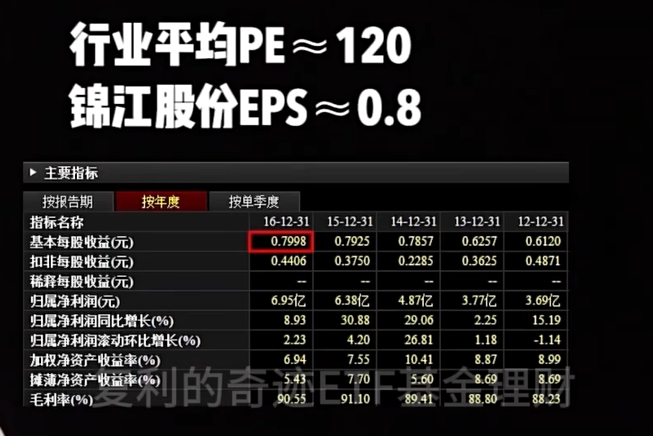 行业平均PE≈120
锦江股份EPS≈0.8
主要指标
按报告期 按年度 按单季度
指标名称 16-12-31 15-12-31 14-12-31 13-12-31 12-12-31
基本每股收益(元) 0.7998 0.7925 0.7857 0.6257 0.6120
扣非每股收益(元) 0.4406 0.3750 0.2285 0.3625 0.4871
稀释每股收益(元) -- -- -- -- --
归属净利润(元) 6.95亿 6.38亿 4.87亿 3.77亿 3.69亿
归属净利润同比增长(%) 8.93 30.88 29.06 2.25 15.19
归属净利润滚动环比增长(%) 2.23 4.20 26.81 1.18 -1.14
加权净资产收益率(%) 6.94 7.55 10.41 8.87 8.99
摊薄净资产收益率(%) 5.43 7.70 5.60 8.69 8.69
毛利率(%) 90.55 91.10 89.41 88.80 88.23
复利的奇迹ETF基金理财